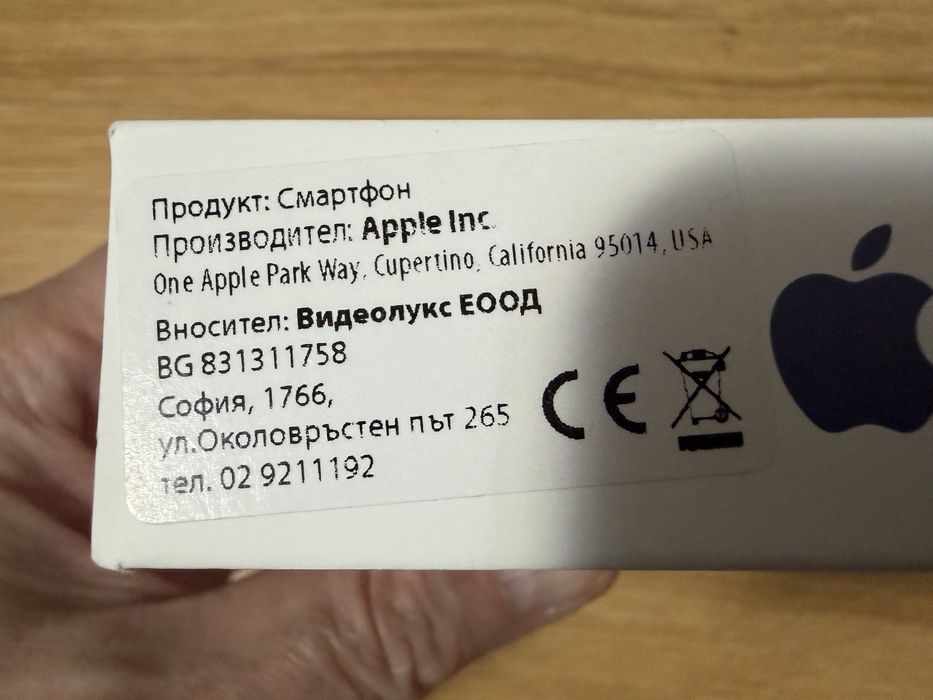 Продукт: Смартфон
Производител: Apple Inc.
One Apple Park Way, Cupertino, California 95014, USA
Вносител: Видеолукс ЕООД
BG 831311758
София, 1766,
ул.Околовръстен път 265
тел. 02 9211192
CE